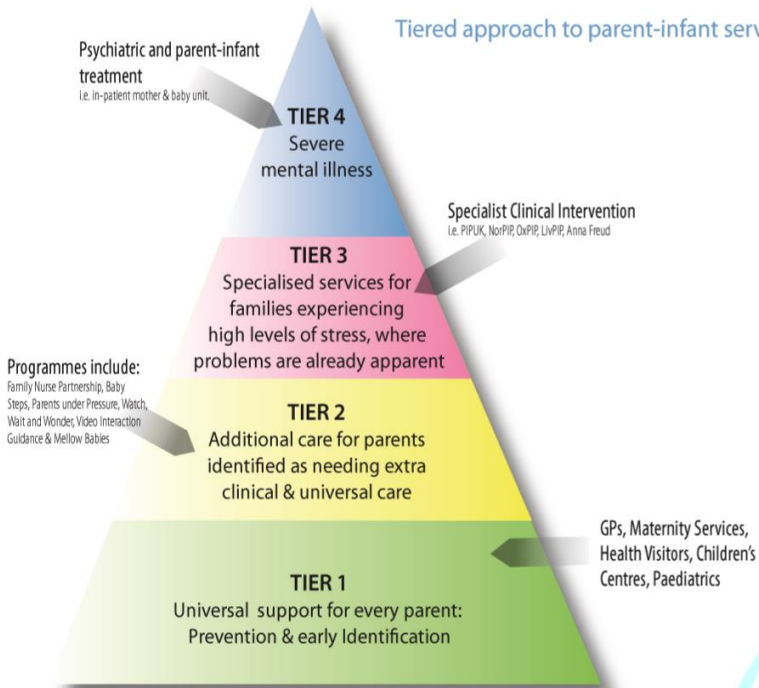 Tiered approach to parent-infant serv
Psychiatric and parent-infant
treatment
i.e. in-patient mother & baby unit.
TIER 4
Severe
mental illness
Specialist Clinical Intervention
i.e. PIPUK, NorPIP, OxPIP, LivPIP, Anna Freud
TIER 3
Specialised services for
families experiencing
high levels of stress, where
problems are already apparent
Programmes include:
Family Nurse Partnership, Baby
Steps, Parents under Pressure, Watch,
Wait and Wonder, Video Interaction
Guidance & Mellow Babies
TIER 2
Additional care for parents
identified as needing extra
clinical & universal care
GPs, Maternity Services,
Health Visitors, Children's
Centres, Paediatrics
TIER 1
Universal support for every parent:
Prevention & early Identification